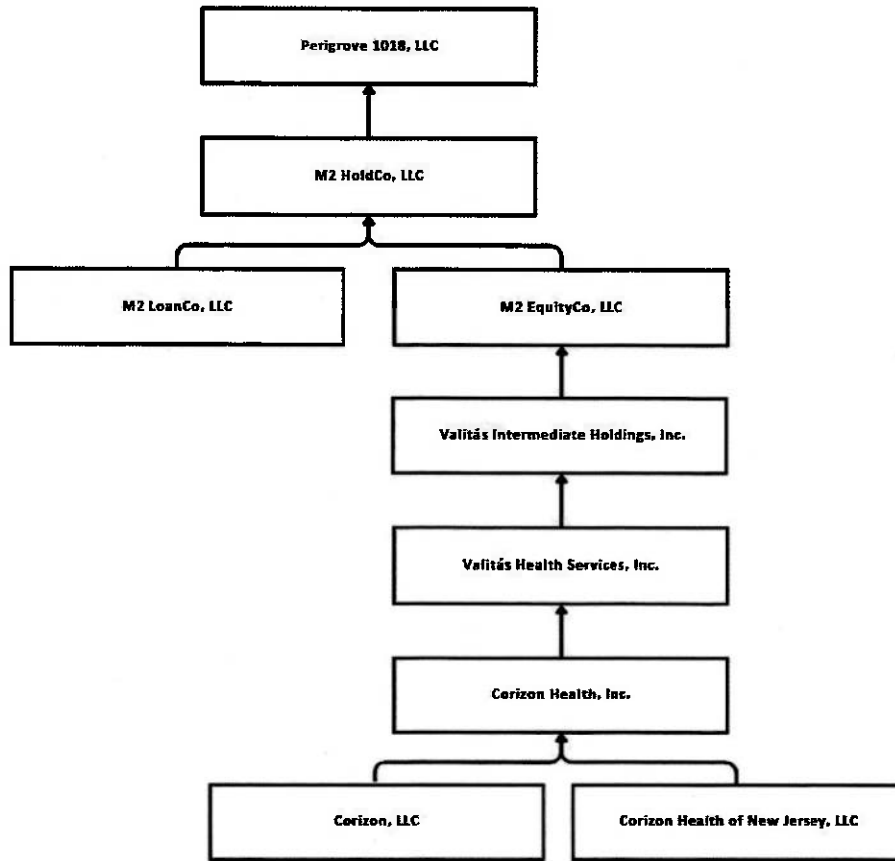 Perigrove 1018, LLC
M2 HoldCo, LLC
M2 LoanCo, LLC
M2 EquityCo, LLC
Valitás Intermediate Holdings, Inc.
Valitás Health Services, Inc.
Corizon Health, Inc.
Corizon, LLC
Corizon Health of New Jersey, LLC